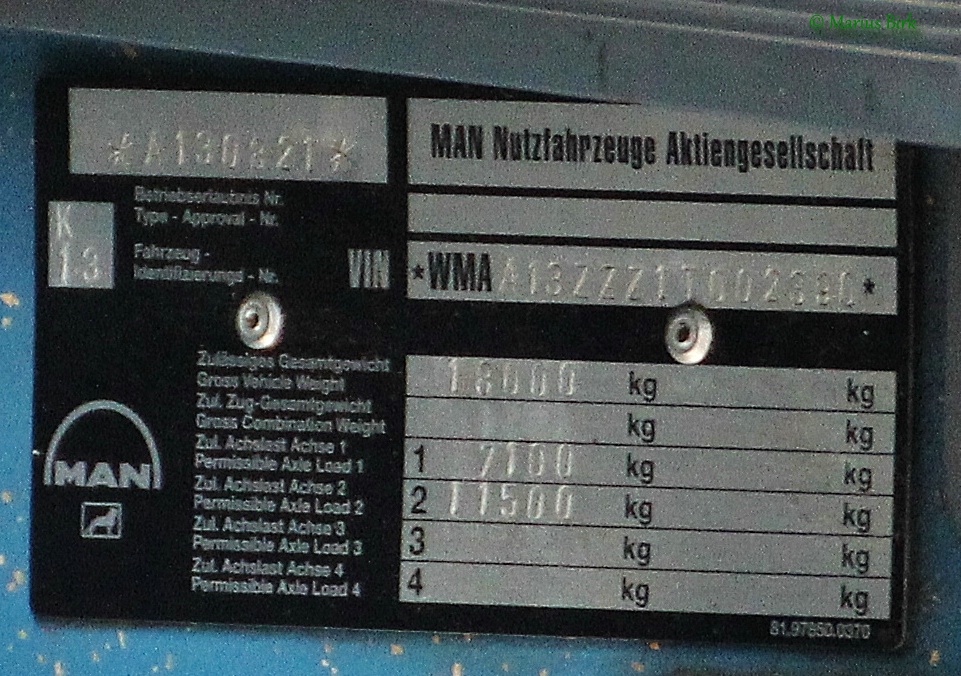 © Marius Birk
MAN Nutzfahrzeuge Aktiengesellschaft
Betriebserlaubnis Nr.
Type - Approval - Nr.
K
13
Fahrzeug -
Identifizierungs - Nr.
VIN
*WMA
Zulässiges Gesamtgewicht
Gross Vehicle Weight
18000 kg kg
Zul. Zug-Gesamtgewicht
Gross Combination Weight
kg kg
Zul. Achslast Achse 1
Permissible Axle Load 1
1 7100 kg kg
Zul. Achslast Achse 2
Permissible Axle Load 2
2 11500 kg kg
Zul. Achslast Achse 3
Permissible Axle Load 3
3 kg kg
Zul. Achslast Achse 4
Permissible Axle Load 4
4 kg kg
MAN